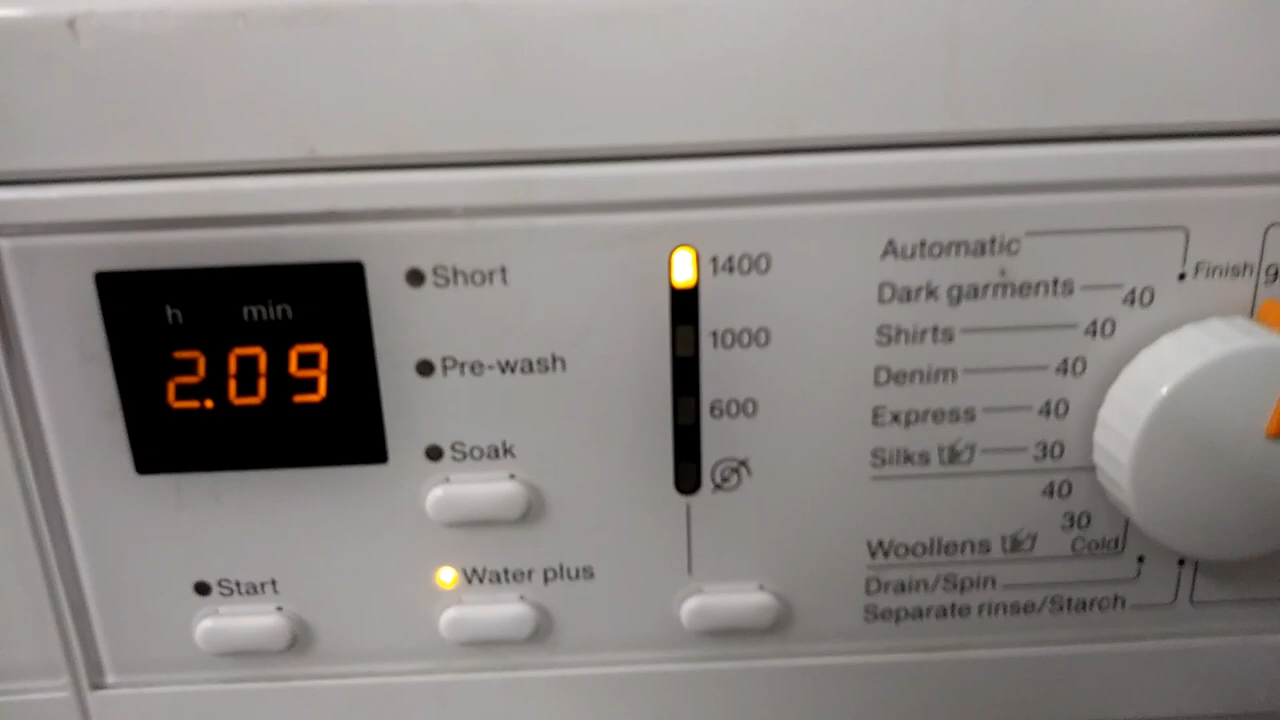 h min
2.09
Short
Pre-wash
Soak
Water plus
Start
1400
1000
600
Automatic
Finish
Dark garments 40
Shirts 40
Denim 40
Express 40
Silks 30
40
30
Woollens Cold
Drain/Spin
Separate rinse/Starch
9